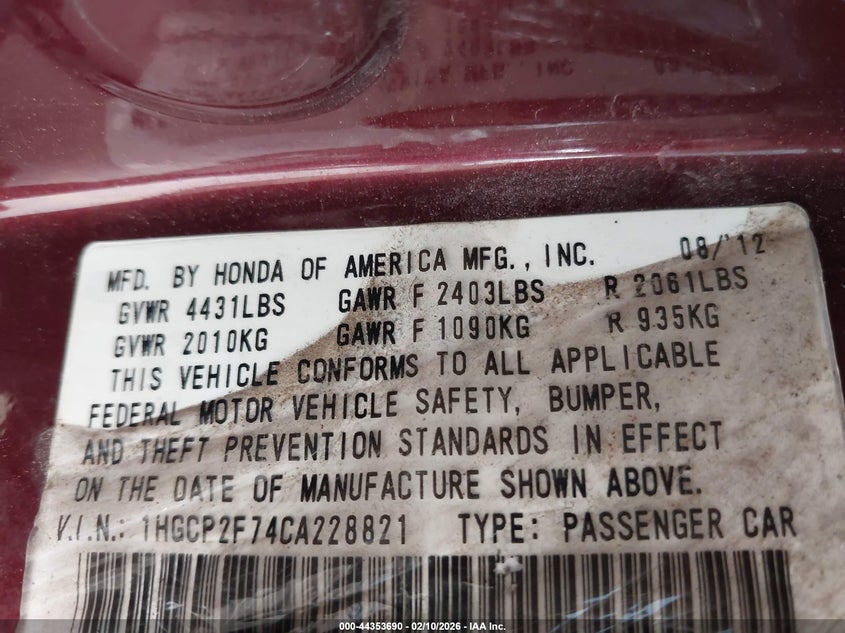 MFD. BY HONDA OF AMERICA MFG., INC. 08/'12
GVWR 4431LBS GAWR F 2403LBS R 2061LBS
GVWR 2010KG GAWR F 1090KG R 935KG
THIS VEHICLE CONFORMS TO ALL APPLICABLE
FEDERAL MOTOR VEHICLE SAFETY, BUMPER,
AND THEFT PREVENTION STANDARDS IN EFFECT
ON THE DATE OF MANUFACTURE SHOWN ABOVE.
V.I.N.: 1HGCP2F74CA228821 TYPE: PASSENGER CAR
000-44353690 - 02/10/2026 - IAA Inc.